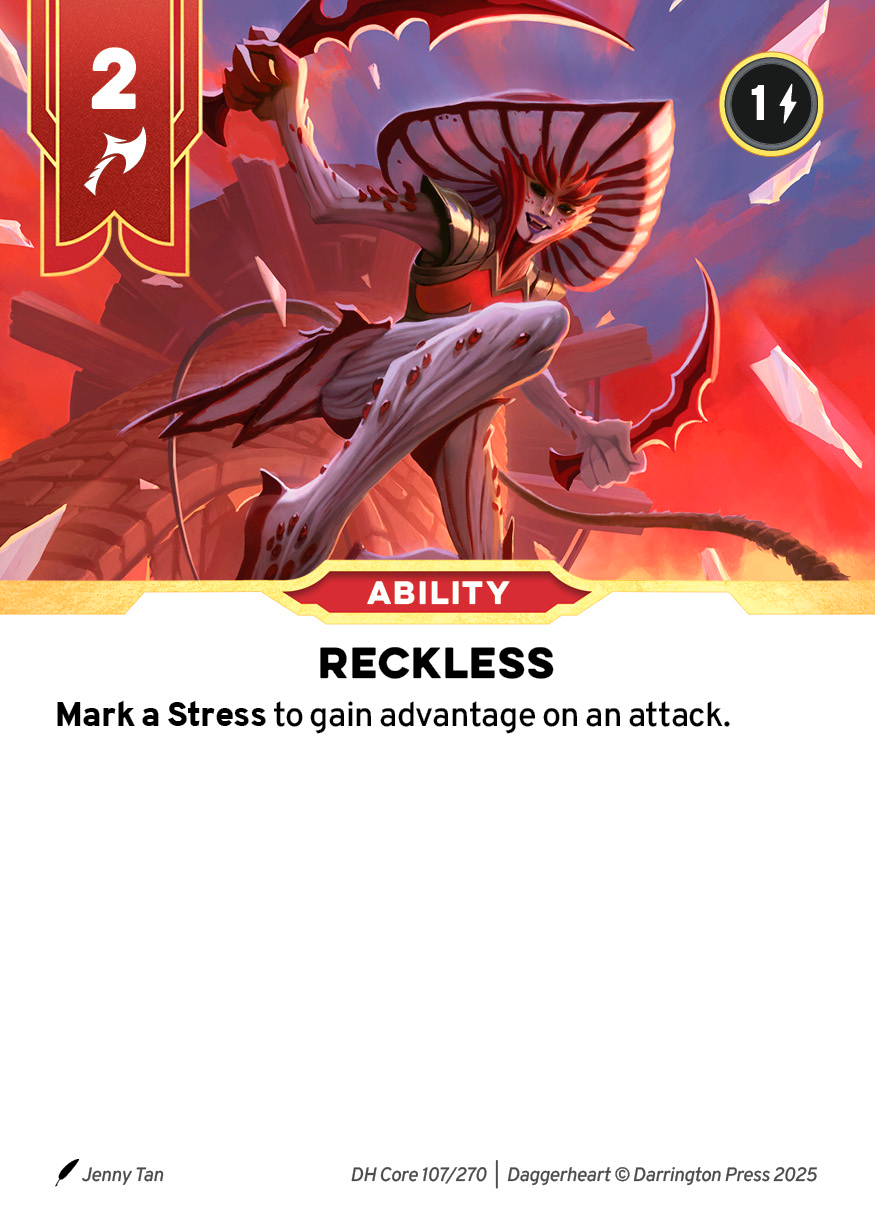 2
1
ABILITY
RECKLESS
Mark a Stress to gain advantage on an attack.
Jenny Tan
DH Core 107/270 | Daggerheart © Darrington Press 2025